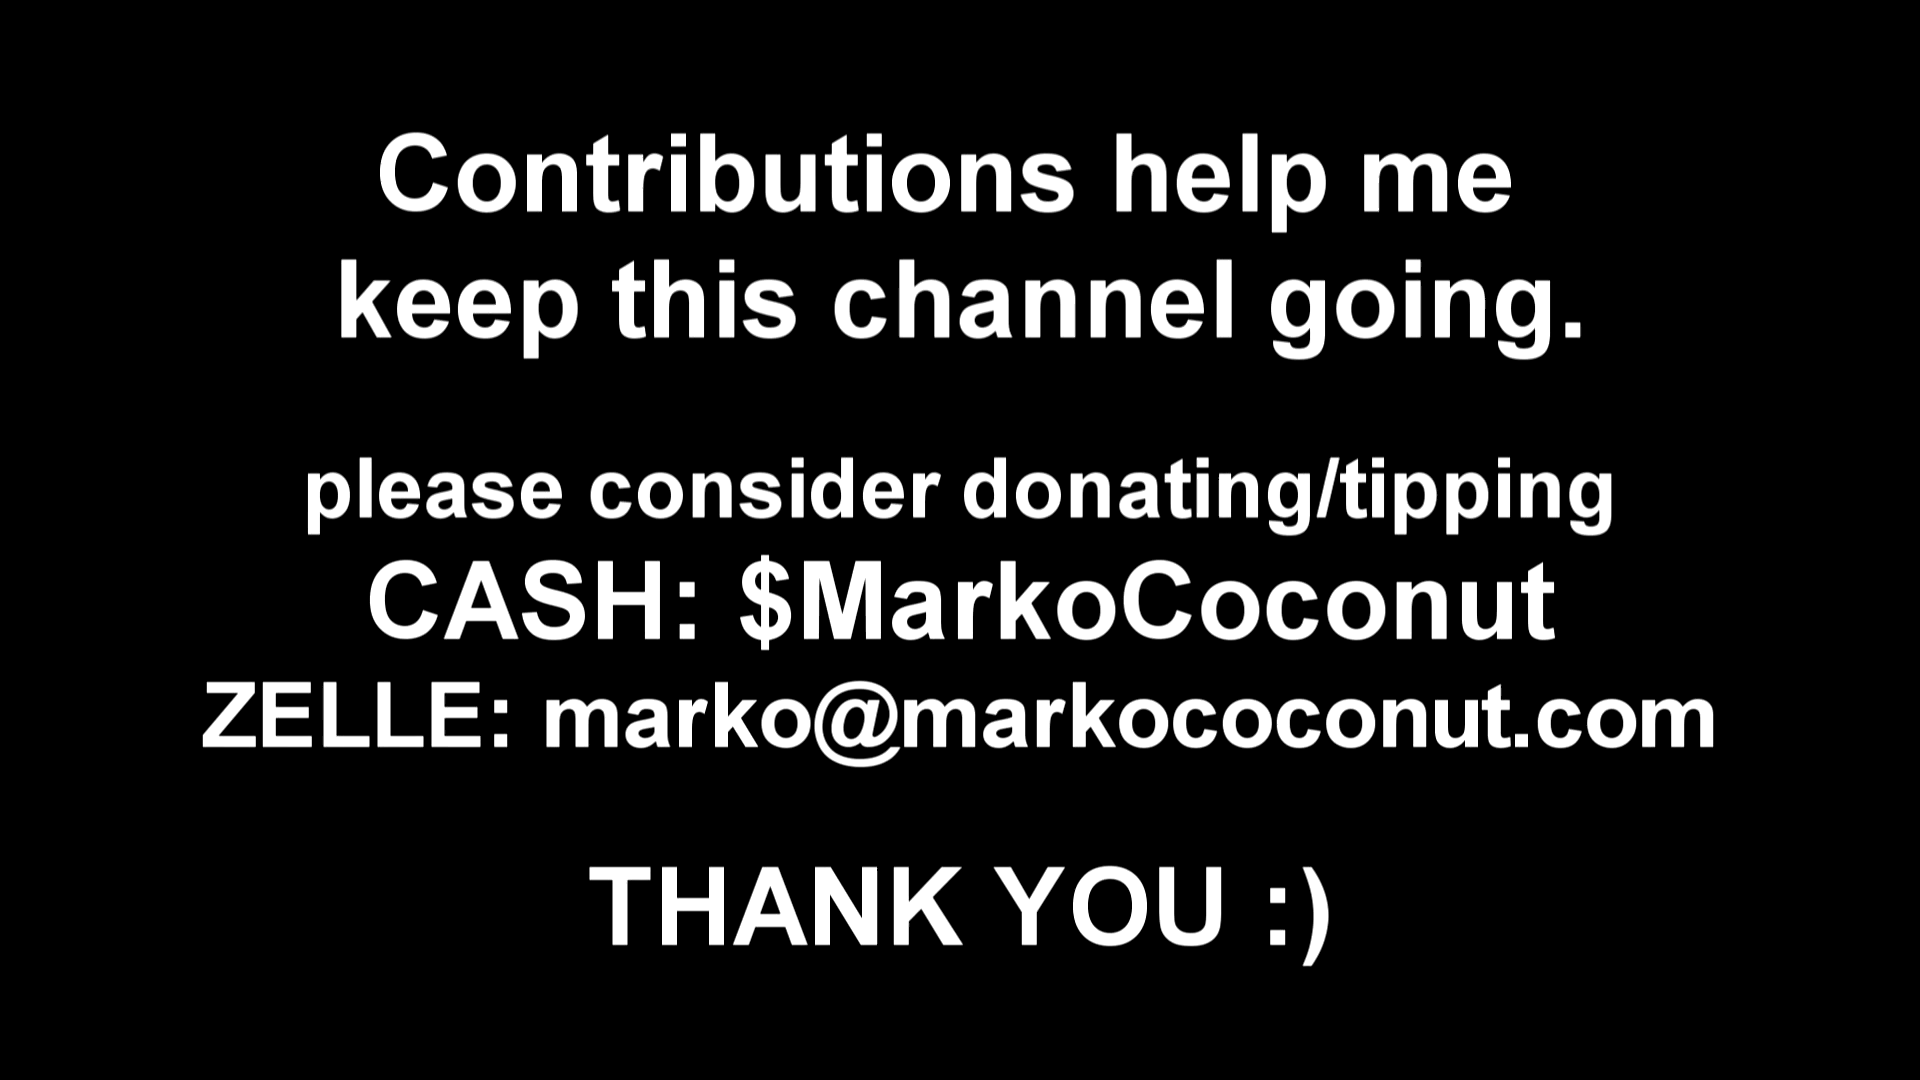 Contributions help me
keep this channel going.
please consider donating/tipping
CASH: $MarkoCoconut
ZELLE: marko@markococonut.com
THANK YOU :)